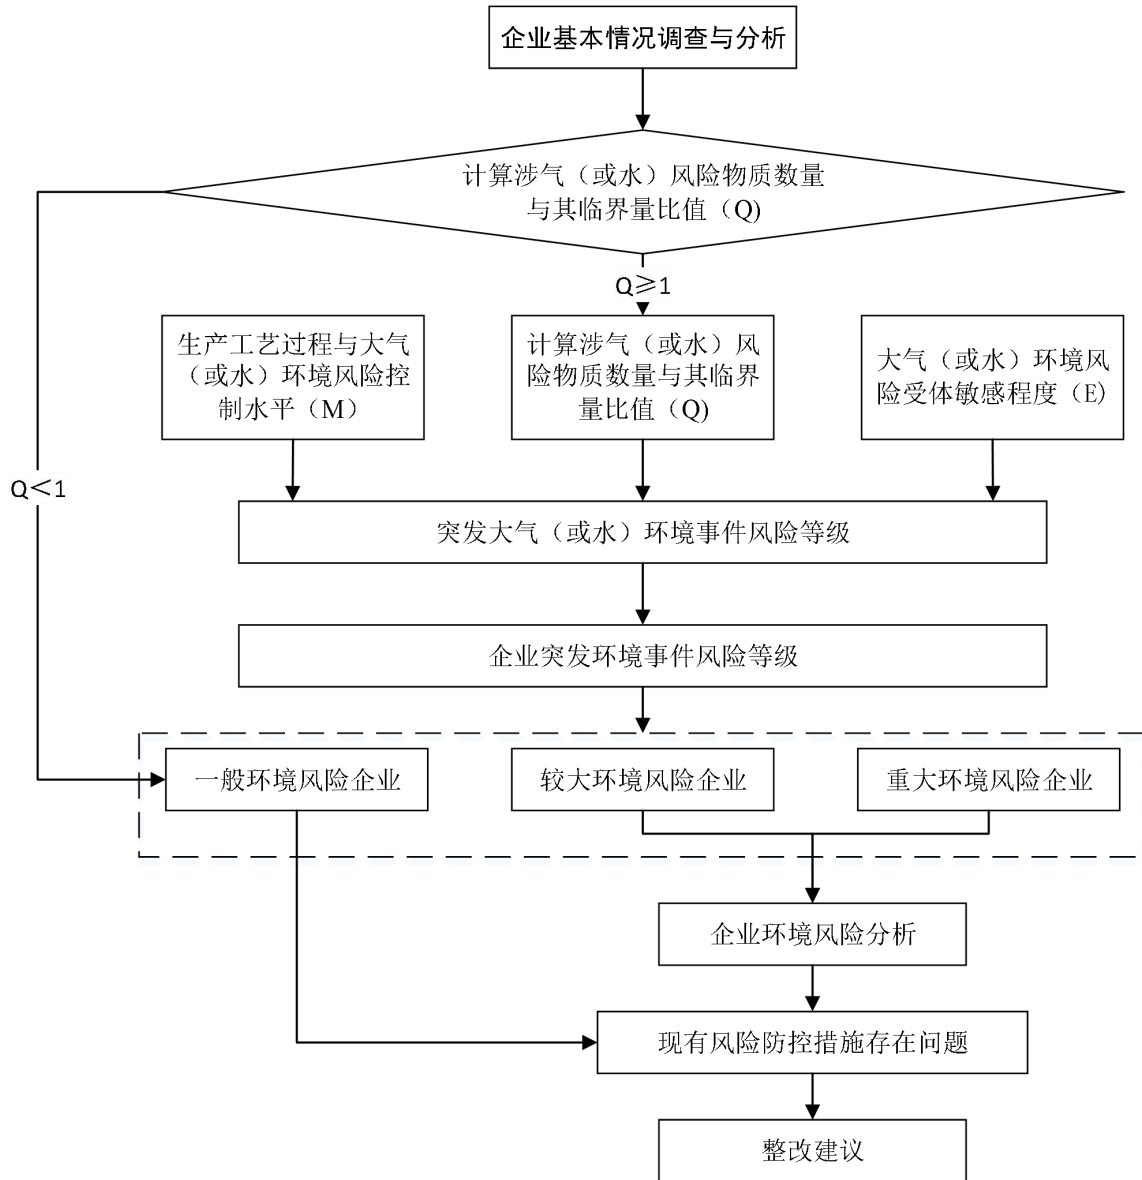 企业基本情况调查与分析
计算涉气（或水）风险物质数量
与其临界量比值（Q)
Q≥1
生产工艺过程与大气
（或水）环境风险控
制水平（M）
计算涉气（或水）风
险物质数量与其临界
量比值（Q)
大气（或水）环境风
险受体敏感程度（E)
Q＜1
突发大气（或水）环境事件风险等级
企业突发环境事件风险等级
一般环境风险企业
较大环境风险企业
重大环境风险企业
企业环境风险分析
现有风险防控措施存在问题
整改建议